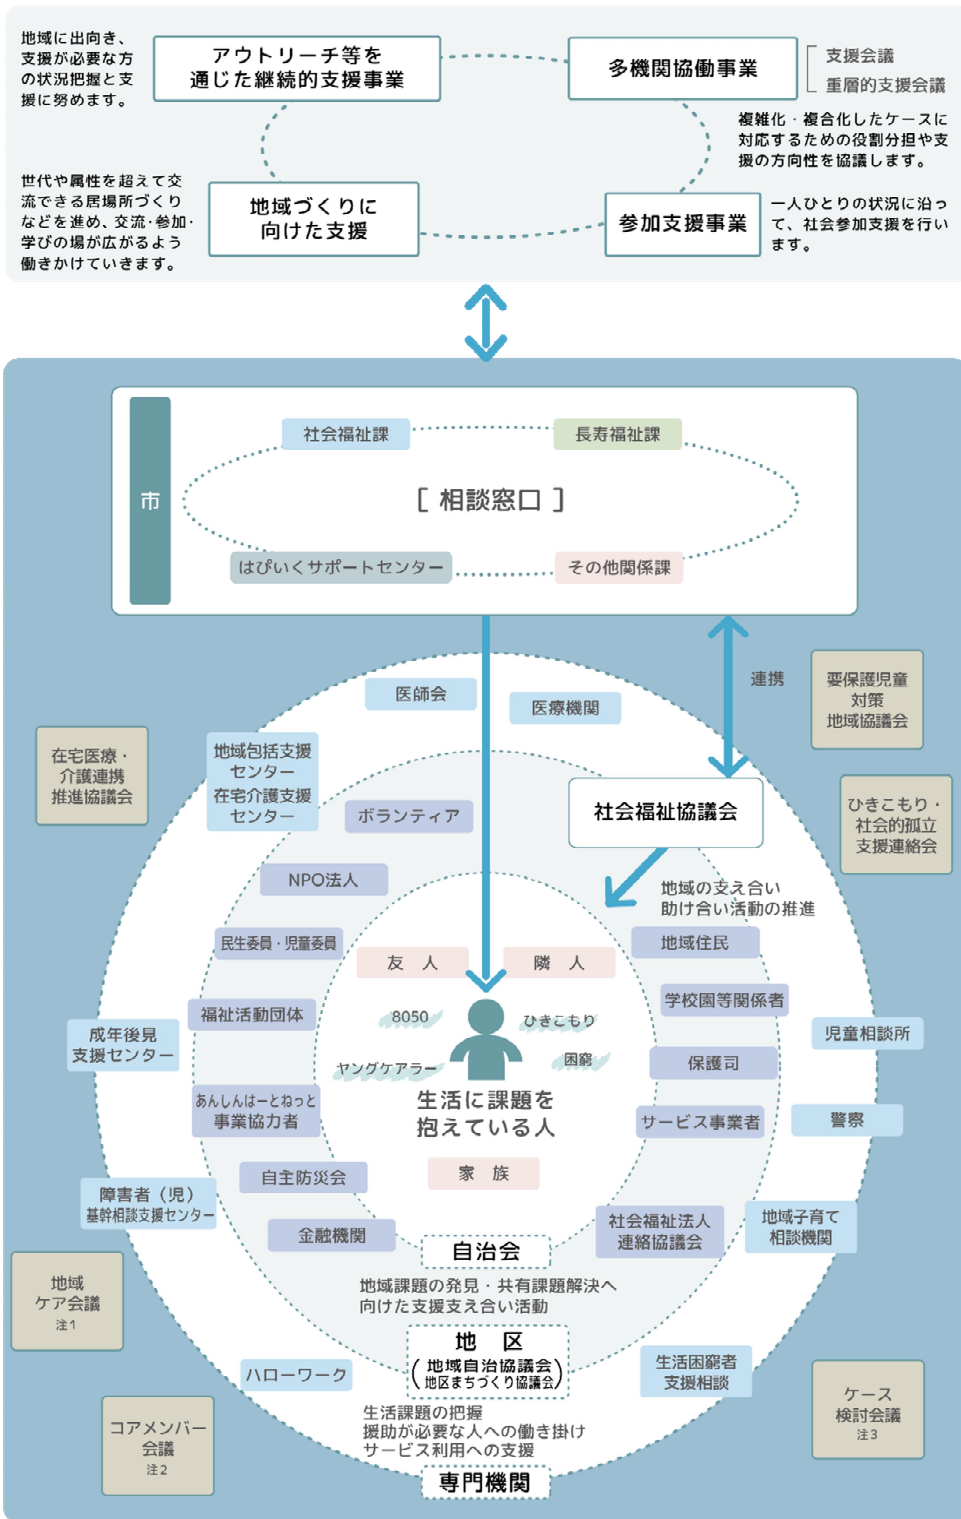 地域に出向き、
支援が必要な方
の状況把握と支
援に努めます。
アウトリーチ等を
通じた継続的支援事業
多機関協働事業
支援会議
重層的支援会議
複雑化・複合化したケースに
対応するための役割分担や支
援の方向性を協議します。
世代や属性を超えて交
流できる居場所づくり
などを進め、交流・参加・
学びの場が広がるよう
働きかけていきます。
地域づくりに
向けた支援
参加支援事業
一人ひとりの状況に沿っ
て、社会参加支援を行い
ます。
市
社会福祉課
長寿福祉課
[ 相談窓口 ]
はぴいくサポートセンター
その他関係課
連携
医師会
医療機関
要保護児童
対策
地域協議会
在宅医療・
介護連携
推進協議会
地域包括支援
センター
在宅介護支援
センター
ボランティア
社会福祉協議会
ひきこもり・
社会的孤立
支援連絡会
NPO法人
地域の支え合い
助け合い活動の推進
民生委員・児童委員
地域住民
友 人
隣 人
福祉活動団体
学校園等関係者
8050
ひきこもり
成年後見
支援センター
児童相談所
ヤングケアラー
困窮
保護司
生活に課題を
抱えている人
あんしんはーとねっと
事業協力者
サービス事業者
警察
家 族
自主防災会
障害者（児）
基幹相談支援センター
金融機関
社会福祉法人
連絡協議会
地域子育て
相談機関
自治会
地域課題の発見・共有課題解決へ
向けた支援支え合い活動
地域
ケア会議
注1
地 区
(地域自治協議会
地区まちづくり協議会)
ハローワーク
生活困窮者
支援相談
生活課題の把握
援助が必要な人への働き掛け
サービス利用への支援
コアメンバー
会議
注2
ケース
検討会議
注3
専門機関